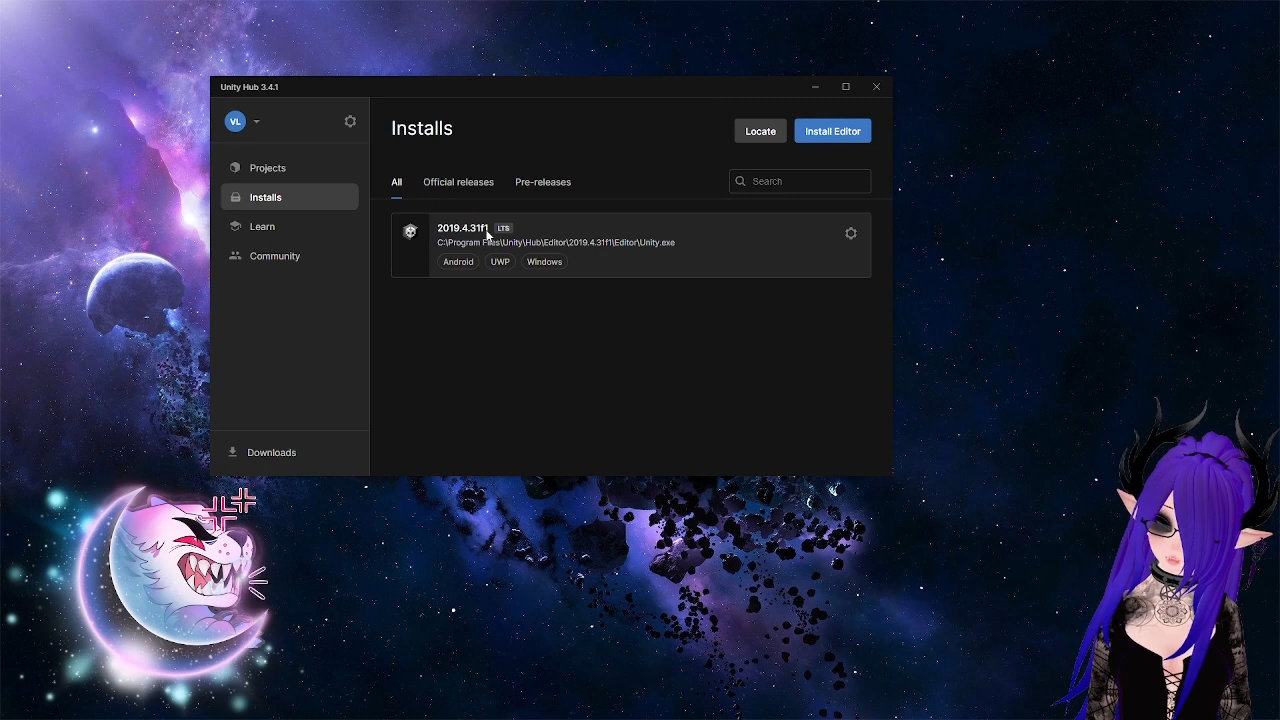 Unity Hub 3.4.1
VL
Projects
Installs
Learn
Community
Downloads
Installs
Locate
Install Editor
All
Official releases
Pre-releases
Search
2019.4.31f1 LTS
C:\Program Files\Unity\Hub\Editor\2019.4.31f1\Editor\Unity.exe
Android
UWP
Windows